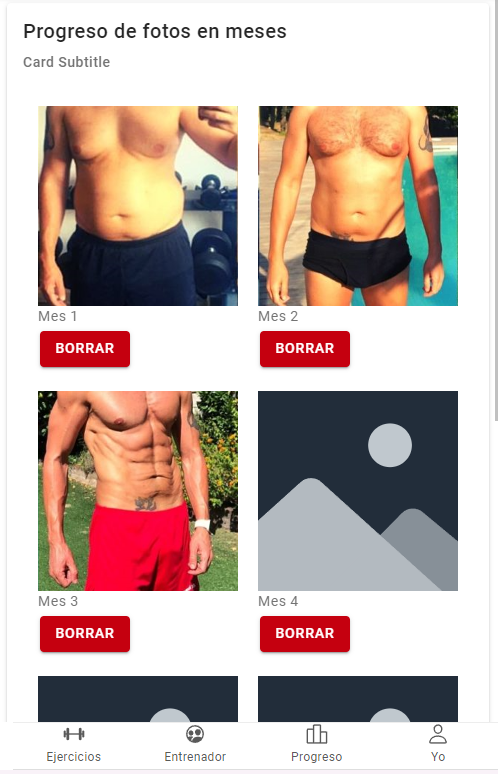 Progreso de fotos en meses
Card Subtitle
Mes 1
Mes 2
BORRAR
BORRAR
Mes 3
Mes 4
BORRAR
BORRAR
Ejercicios
Entrenador
Progreso
Yo